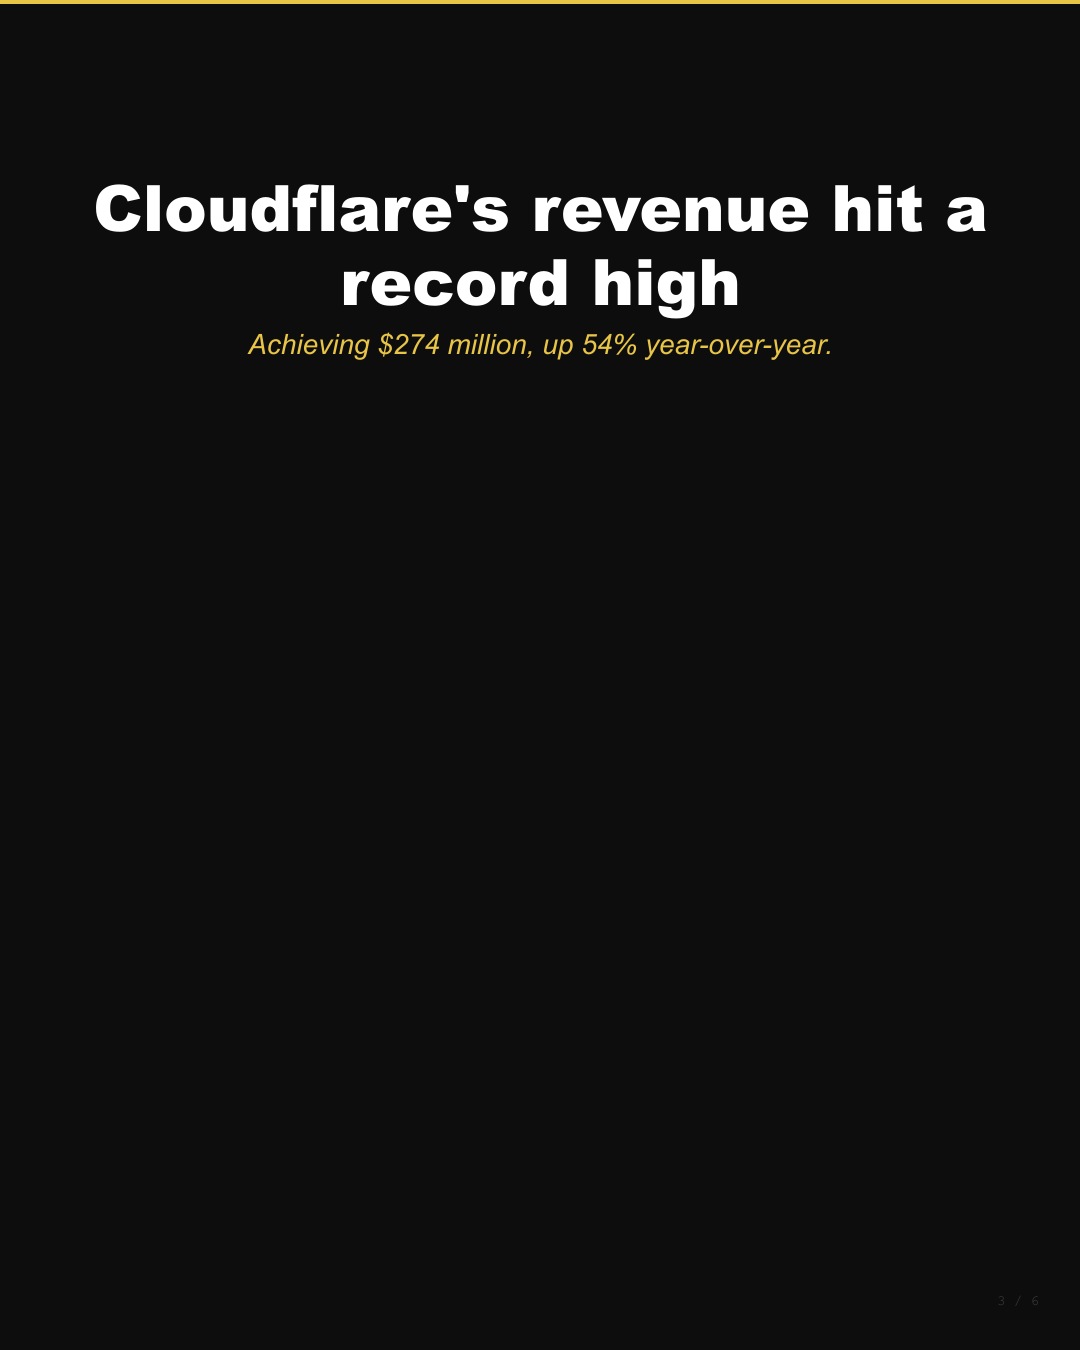 Cloudflare's revenue hit a
record high
Achieving $274 million, up 54% year-over-year.
3 / 6